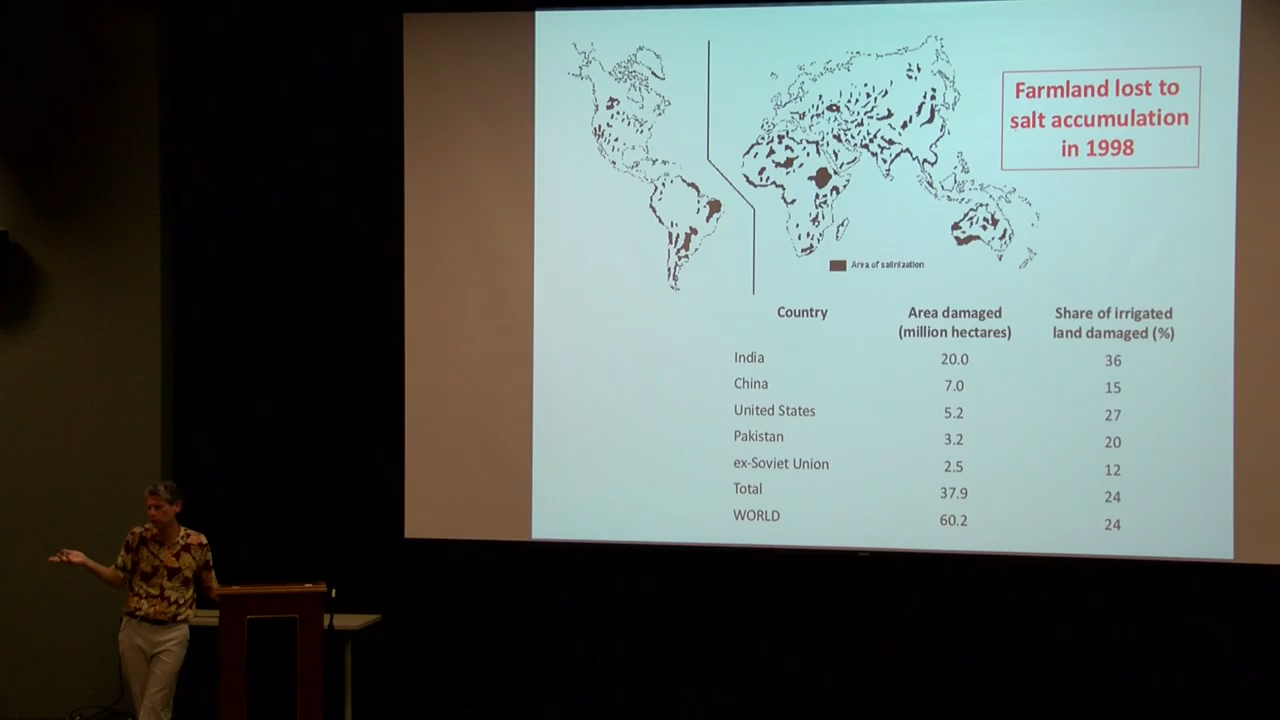 Farmland lost to
salt accumulation
in 1998
Area of salinization
Country Area damaged (million hectares) Share of irrigated land damaged (%)
India 20.0 36
China 7.0 15
United States 5.2 27
Pakistan 3.2 20
ex-Soviet Union 2.5 12
Total 37.9 24
WORLD 60.2 24